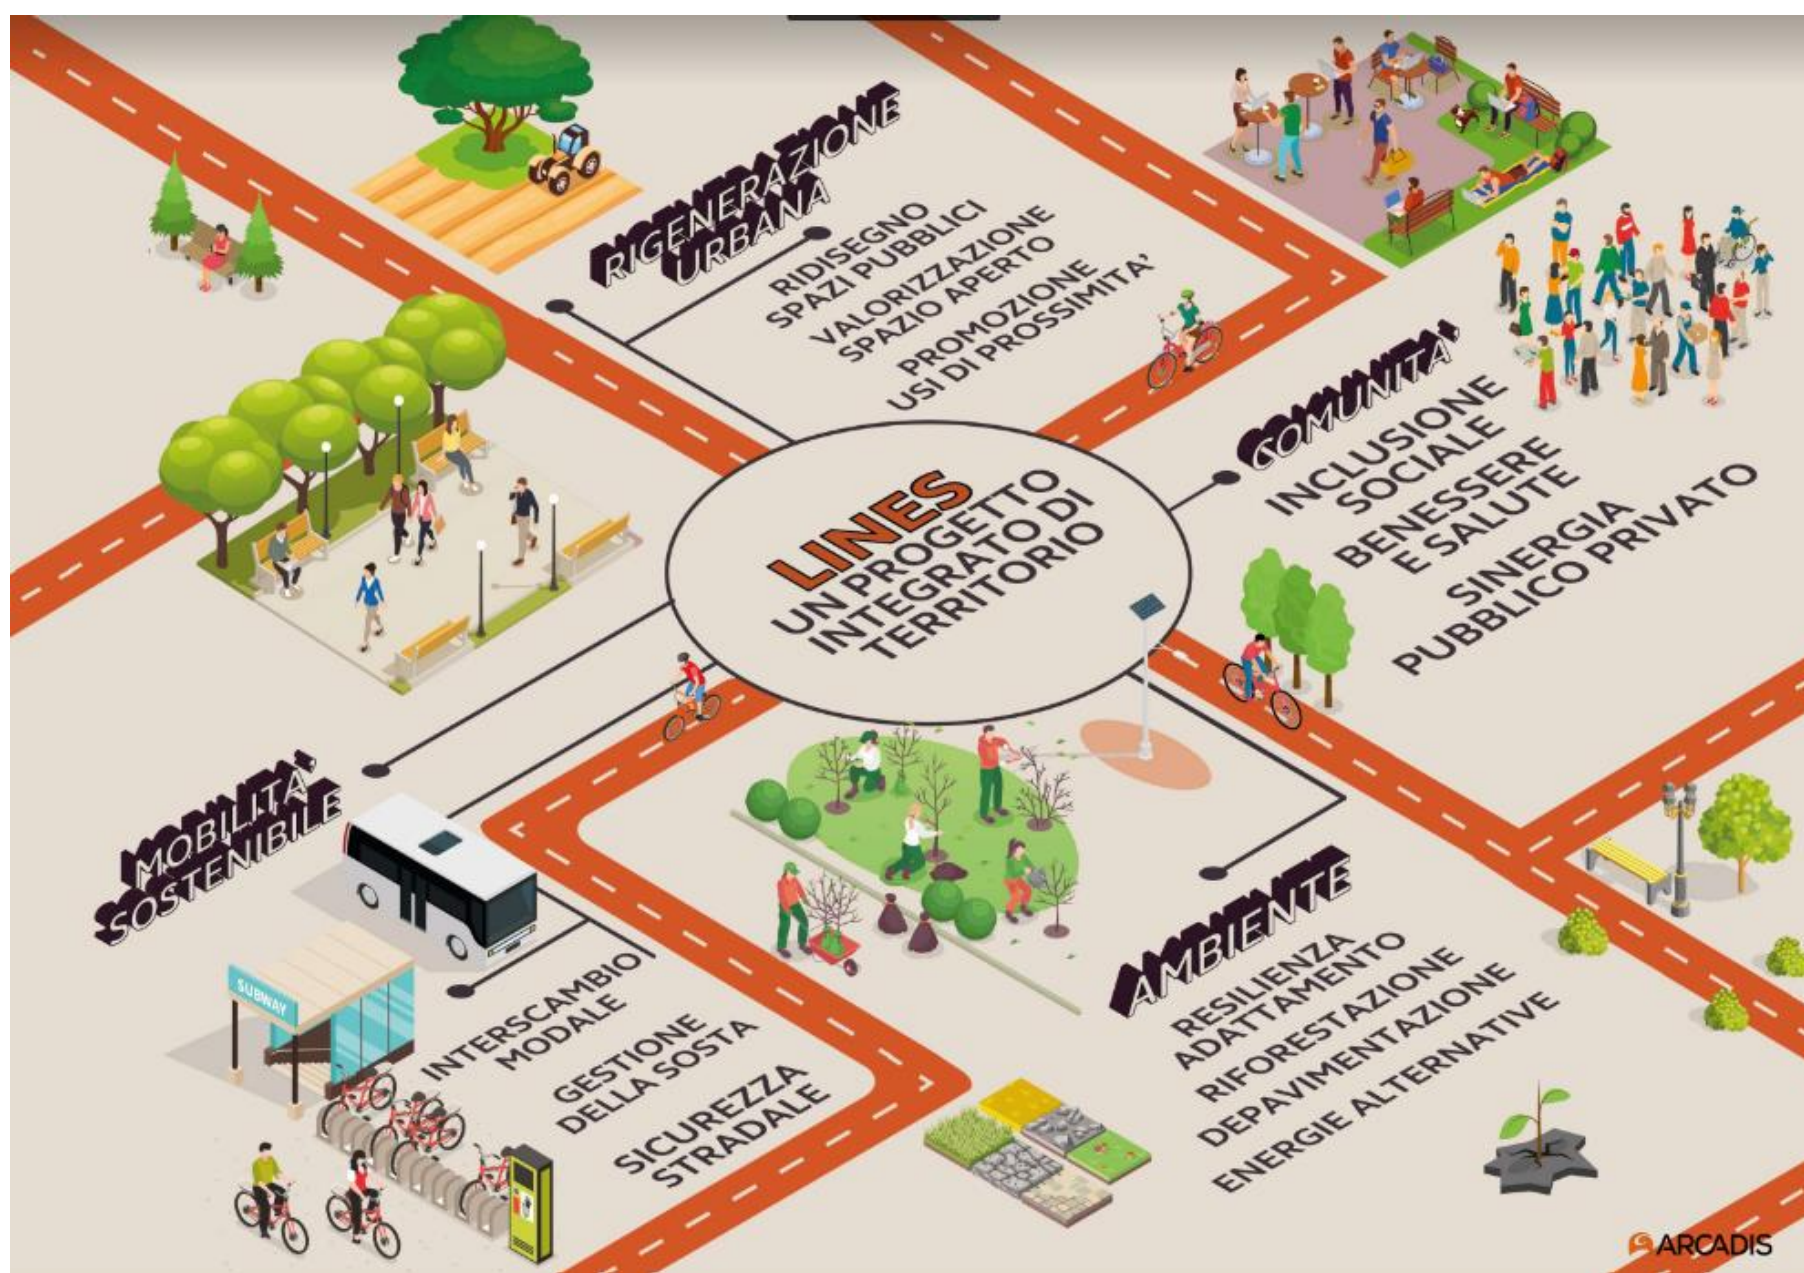 RIGENERAZIONE
URBANA
RIDISEGNO
SPAZI PUBBLICI
VALORIZZAZIONE
SPAZIO APERTO
PROMOZIONE
USI DI PROSSIMITA'
COMUNITA'
INCLUSIONE
SOCIALE
BENESSERE
E SALUTE
SINERGIA
PUBBLICO PRIVATO
LINES
UN PROGETTO
INTEGRATO DI
TERRITORIO
MOBILITA'
SOSTENIBILE
SUBWAY
INTERSCAMBIO
MODALE
GESTIONE
DELLA SOSTA
SICUREZZA
STRADALE
AMBIENTE
RESILIENZA
ADATTAMENTO
RIFORESTAZIONE
DEPAVIMENTAZIONE
ENERGIE ALTERNATIVE
ARCADIS